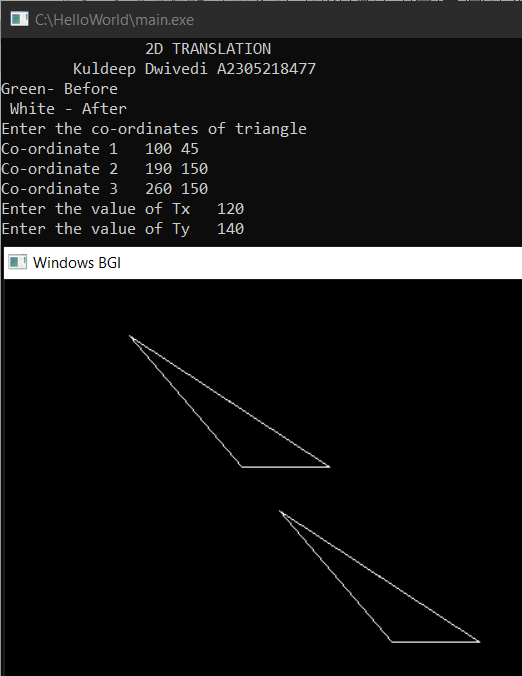 C:\HelloWorld\main.exe
2D TRANSLATION
Kuldeep Dwivedi A2305218477
Green- Before
White - After
Enter the co-ordinates of triangle
Co-ordinate 1 100 45
Co-ordinate 2 190 150
Co-ordinate 3 260 150
Enter the value of Tx 120
Enter the value of Ty 140
Windows BGI